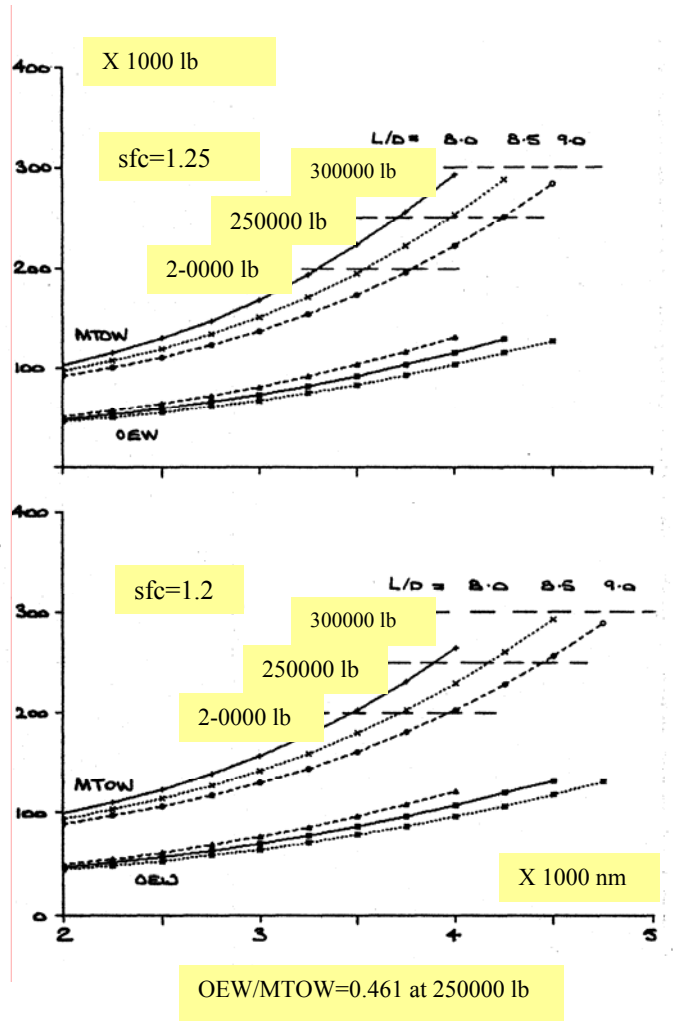 400
X 1000 lb
L/D = 8.0 8.5 9.0
sfc=1.25
300
300000 lb
250000 lb
200
2-0000 lb
MTOW
100
OEW
400
sfc=1.2
L/D = 8.0 8.5 9.0
300
300000 lb
250000 lb
200
2-0000 lb
MTOW
100
OEW
X 1000 nm
0
2 3 4 5
OEW/MTOW=0.461 at 250000 lb